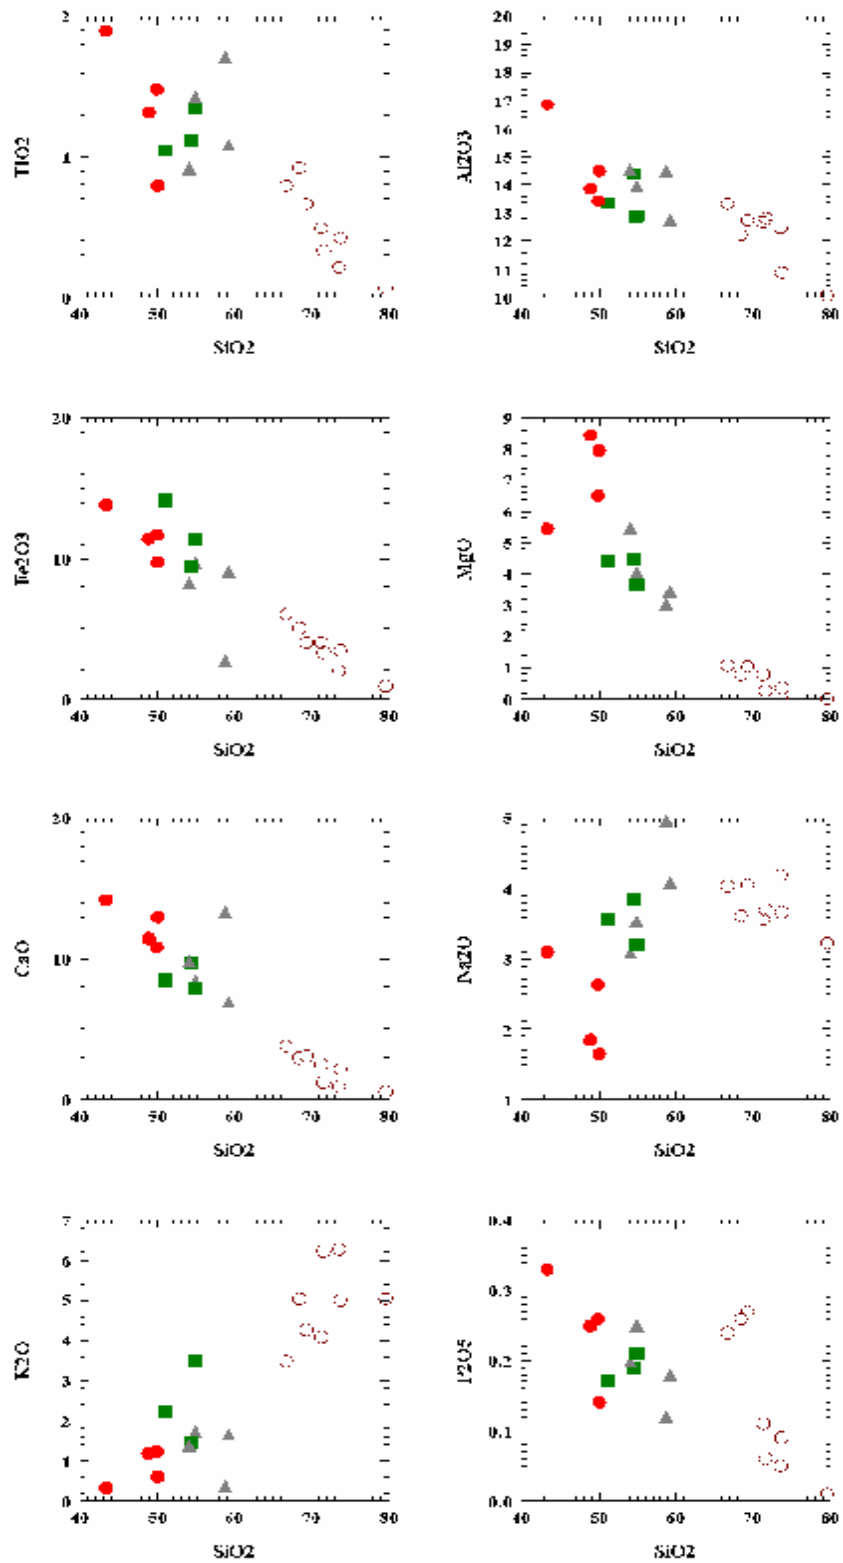 2 20
19
18
17
TiO2 1 Al2O3 16
15
14
13
12
11
0 10
40 50 60 70 80 40 50 60 70 80
SiO2 SiO2
20 9
8
7
6
Fe2O3 10 MgO 5
4
3
2
1
0 0
40 50 60 70 80 40 50 60 70 80
SiO2 SiO2
20 5
4
CaO 10 Na2O 3
2
0 1
40 50 60 70 80 40 50 60 70 80
SiO2 SiO2
7 0.4
6
5 0.3
4
K2O P2O5 0.2
3
2 0.1
1
0 0.0
40 50 60 70 80 40 50 60 70 80
SiO2 SiO2